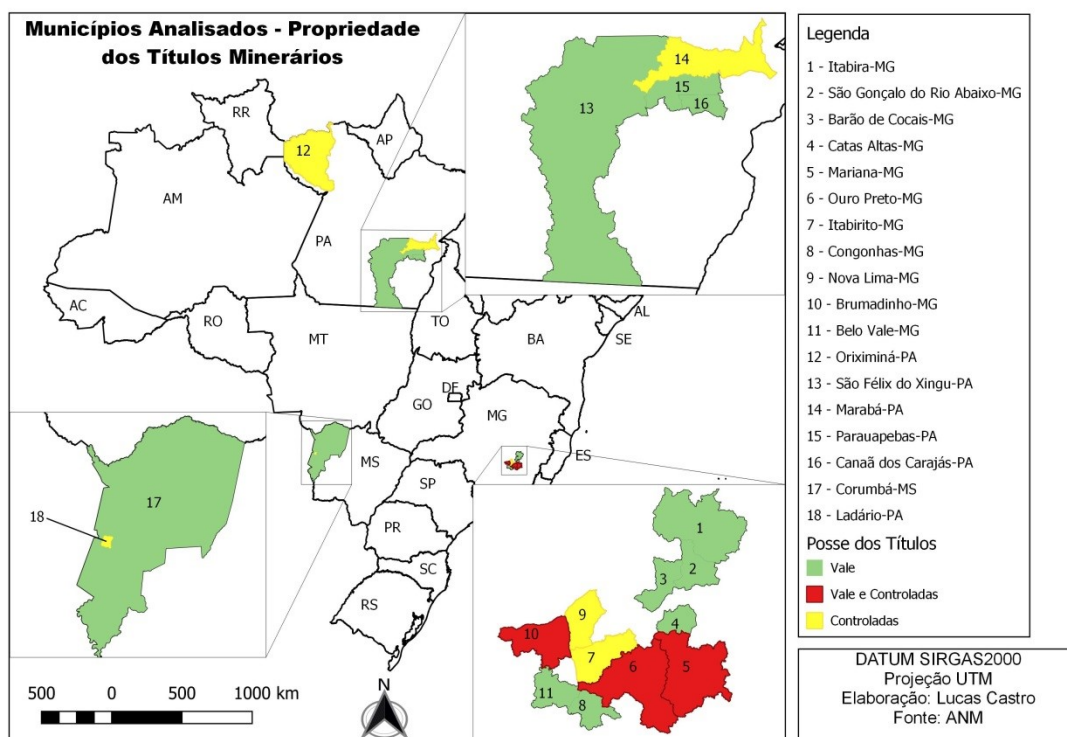 Municípios Analisados - Propriedade
dos Títulos Minerários
RR
AP
12
AM
PA
AC
RO
MT
TO
BA
AL
SE
DF
GO
MG
ES
MS
SP
PR
SC
RS
14
13
15
16
17
18
1
2
3
4
9
10
7
6
5
11
8
500 0 500 1000 km
N
Legenda
1 - Itabira-MG
2 - São Gonçalo do Rio Abaixo-MG
3 - Barão de Cocais-MG
4 - Catas Altas-MG
5 - Mariana-MG
6 - Ouro Preto-MG
7 - Itabirito-MG
8 - Congonhas-MG
9 - Nova Lima-MG
10 - Brumadinho-MG
11 - Belo Vale-MG
12 - Oriximiná-PA
13 - São Félix do Xingu-PA
14 - Marabá-PA
15 - Parauapebas-PA
16 - Canaã dos Carajás-PA
17 - Corumbá-MS
18 - Ladário-PA
Posse dos Títulos
Vale
Vale e Controladas
Controladas
DATUM SIRGAS2000
Projeção UTM
Elaboração: Lucas Castro
Fonte: ANM